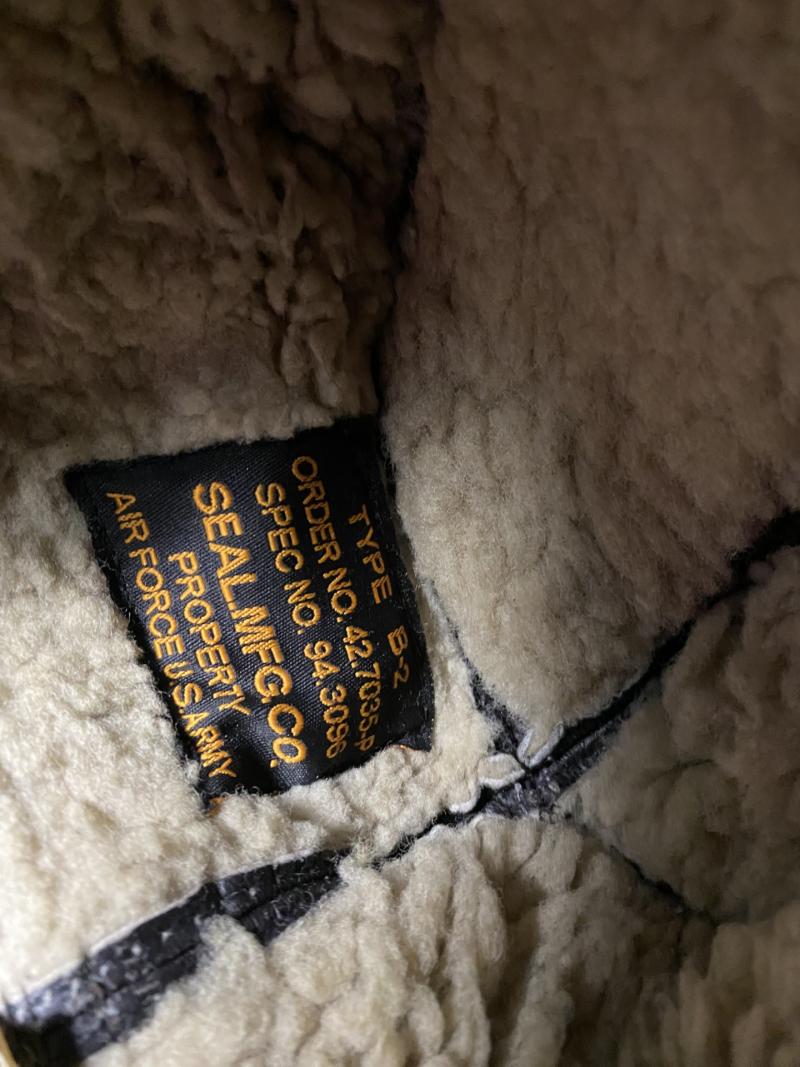 TYPE B-2
ORDER NO. 42.7035.P
SPEC NO. 94.3096
SEAL.MFG CO.
PROPERTY
AIR FORCE U S ARMY